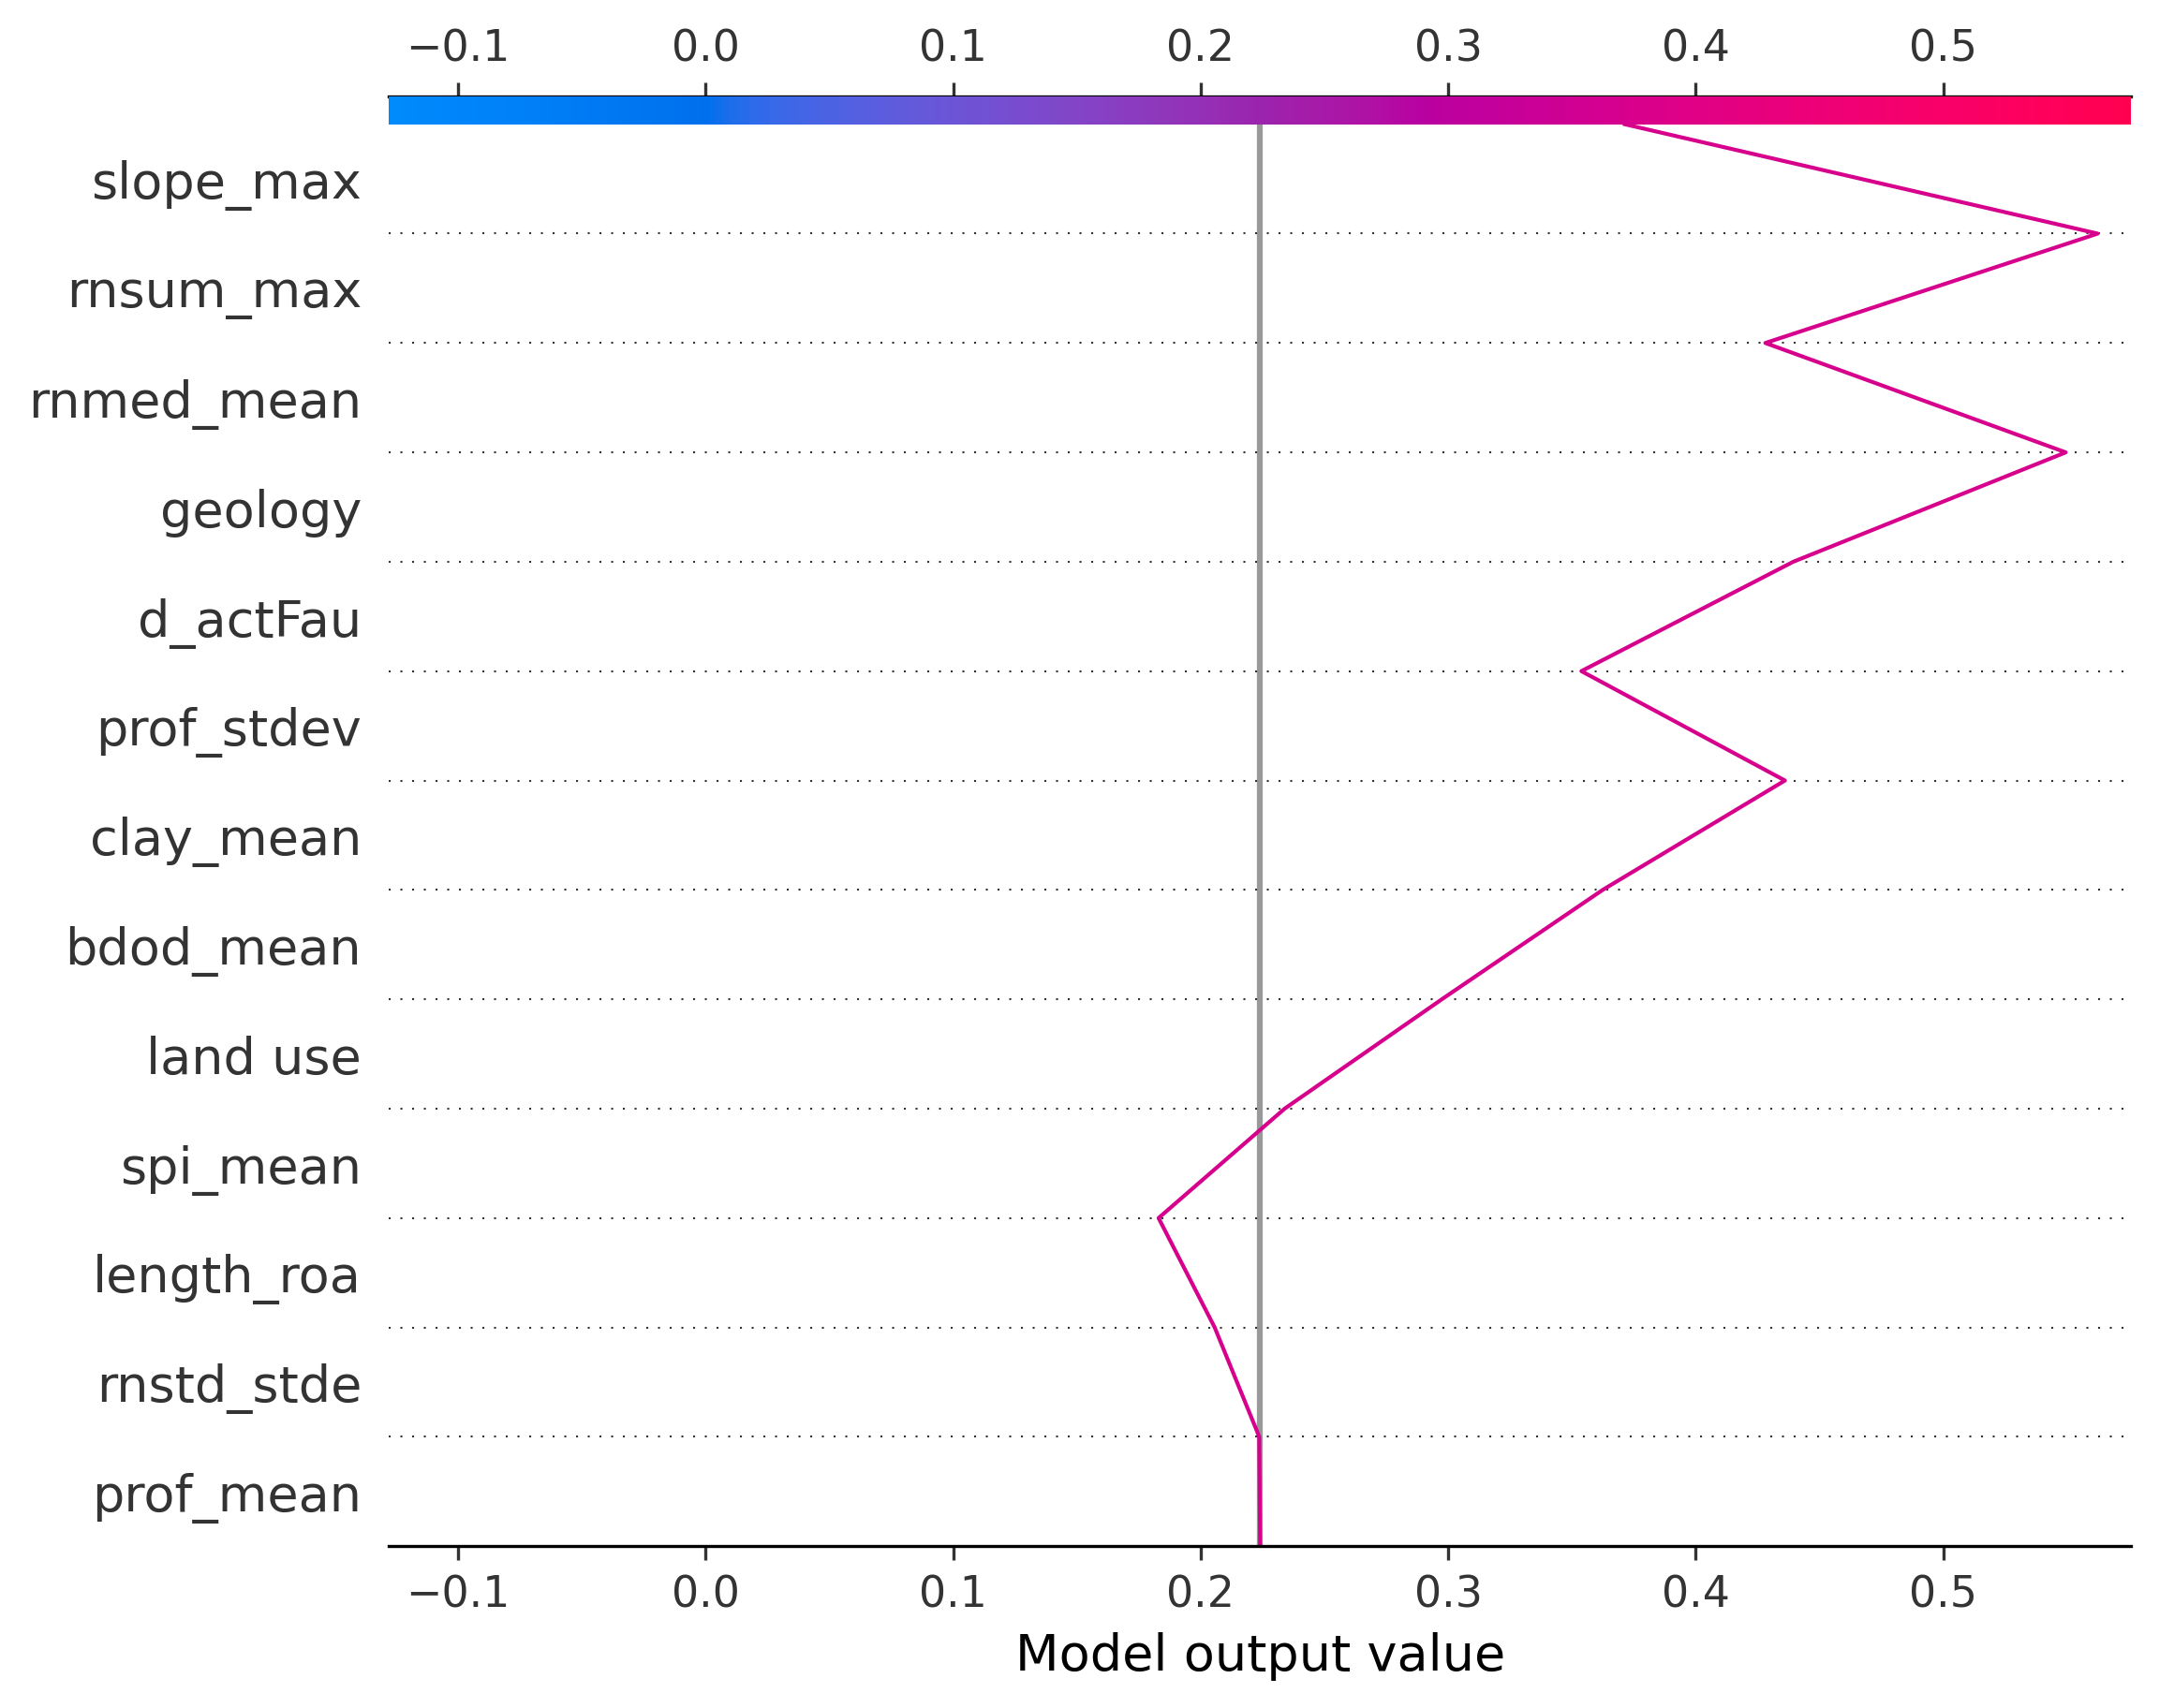 −0.1 0.0 0.1 0.2 0.3 0.4 0.5
slope_max
rnsum_max
rnmed_mean
geology
d_actFau
prof_stdev
clay_mean
bdod_mean
land use
spi_mean
length_roa
rnstd_stde
prof_mean
−0.1 0.0 0.1 0.2 0.3 0.4 0.5
Model output value